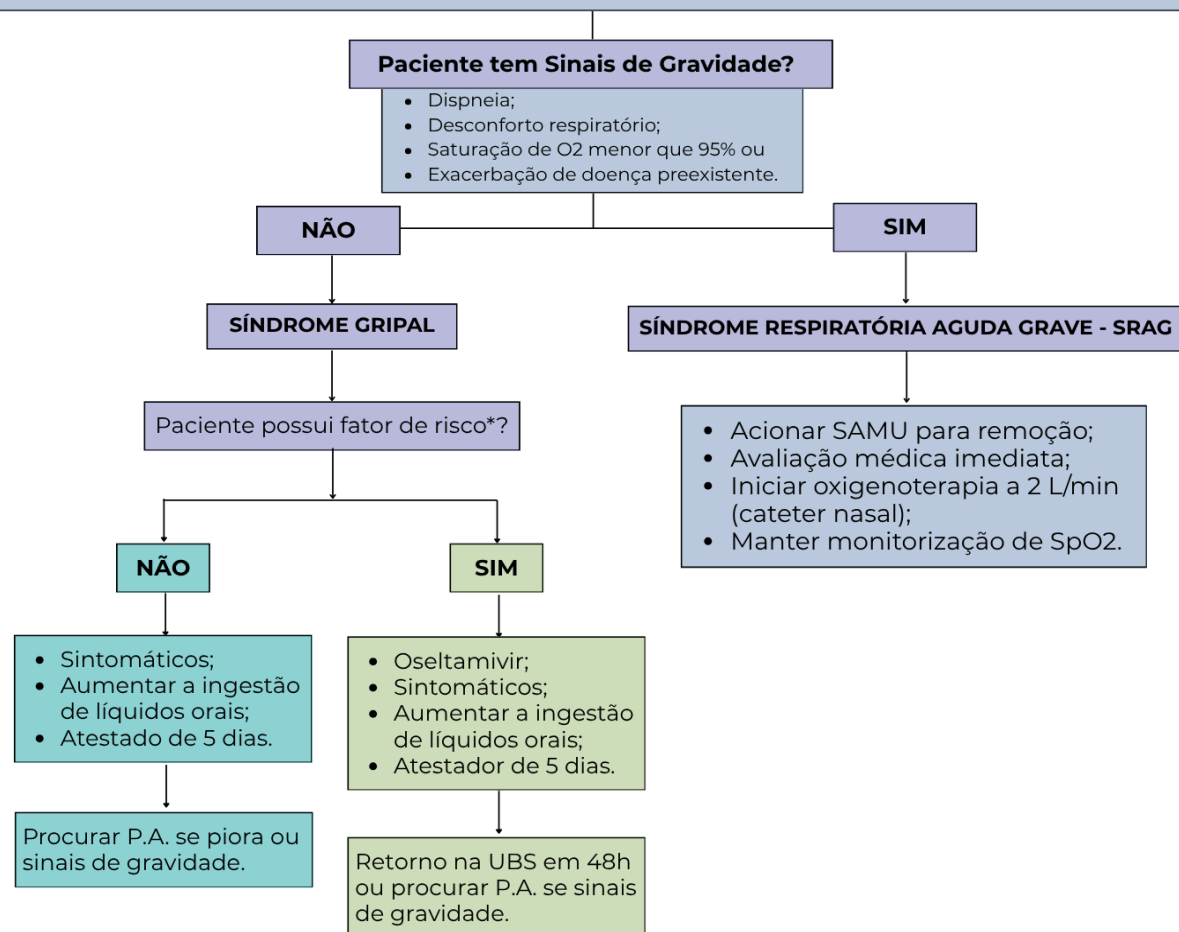 Paciente tem Sinais de Gravidade?
• Dispneia;
• Desconforto respiratório;
• Saturação de O2 menor que 95% ou
• Exacerbação de doença preexistente.
NÃO
SIM
SÍNDROME GRIPAL
SÍNDROME RESPIRATÓRIA AGUDA GRAVE - SRAG
Paciente possui fator de risco*?
• Acionar SAMU para remoção;
• Avaliação médica imediata;
• Iniciar oxigenoterapia a 2 L/min
(cateter nasal);
• Manter monitorização de SpO2.
NÃO
SIM
• Sintomáticos;
• Aumentar a ingestão
de líquidos orais;
• Atestado de 5 dias.
• Oseltamivir;
• Sintomáticos;
• Aumentar a ingestão
de líquidos orais;
• Atestador de 5 dias.
Procurar P.A. se piora ou
sinais de gravidade.
Retorno na UBS em 48h
ou procurar P.A. se sinais
de gravidade.